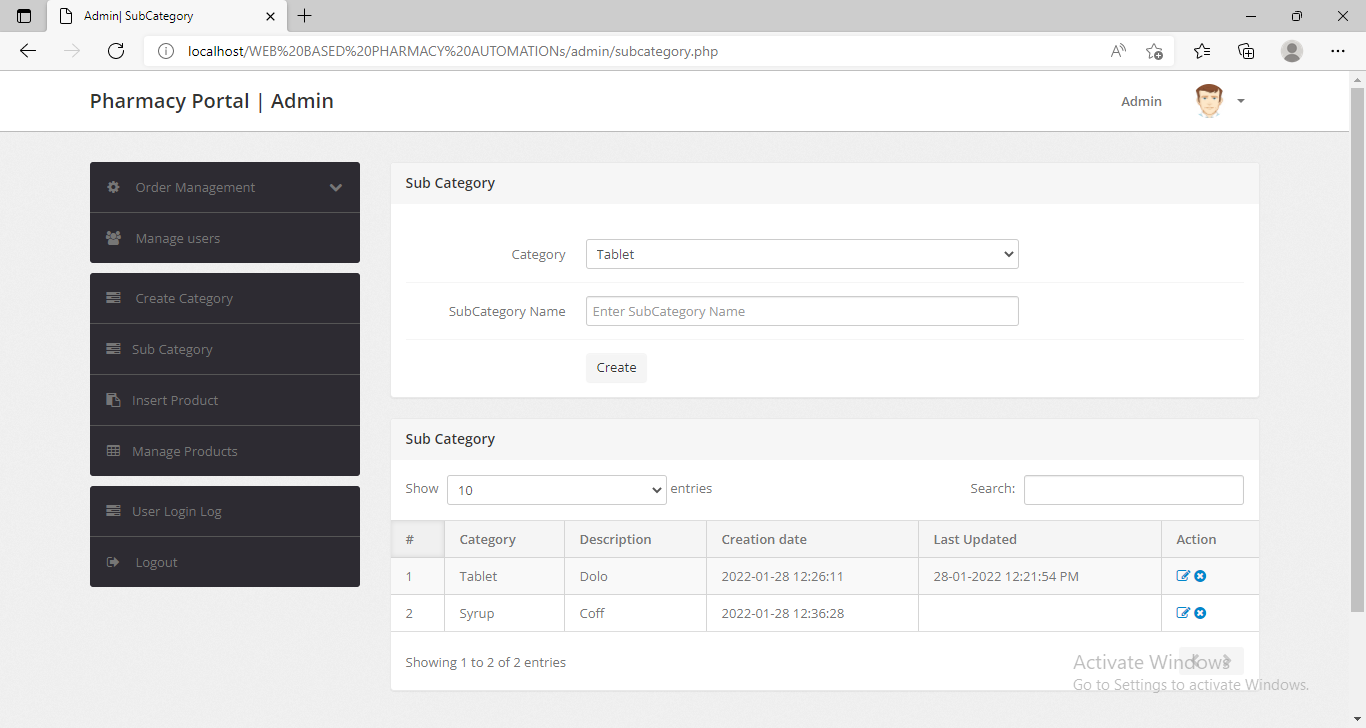 Admin| SubCategory
localhost/WEB%20BASED%20PHARMACY%20AUTOMATIONs/admin/subcategory.php
Pharmacy Portal | Admin
Admin
Order Management
Manage users
Create Category
Sub Category
Insert Product
Manage Products
User Login Log
Logout
Sub Category
Category Tablet
SubCategory Name Enter SubCategory Name
Create
Sub Category
Show 10 entries Search:
# Category Description Creation date Last Updated Action
1 Tablet Dolo 2022-01-28 12:26:11 28-01-2022 12:21:54 PM
2 Syrup Coff 2022-01-28 12:36:28
Showing 1 to 2 of 2 entries
Activate Windows
Go to Settings to activate Windows.